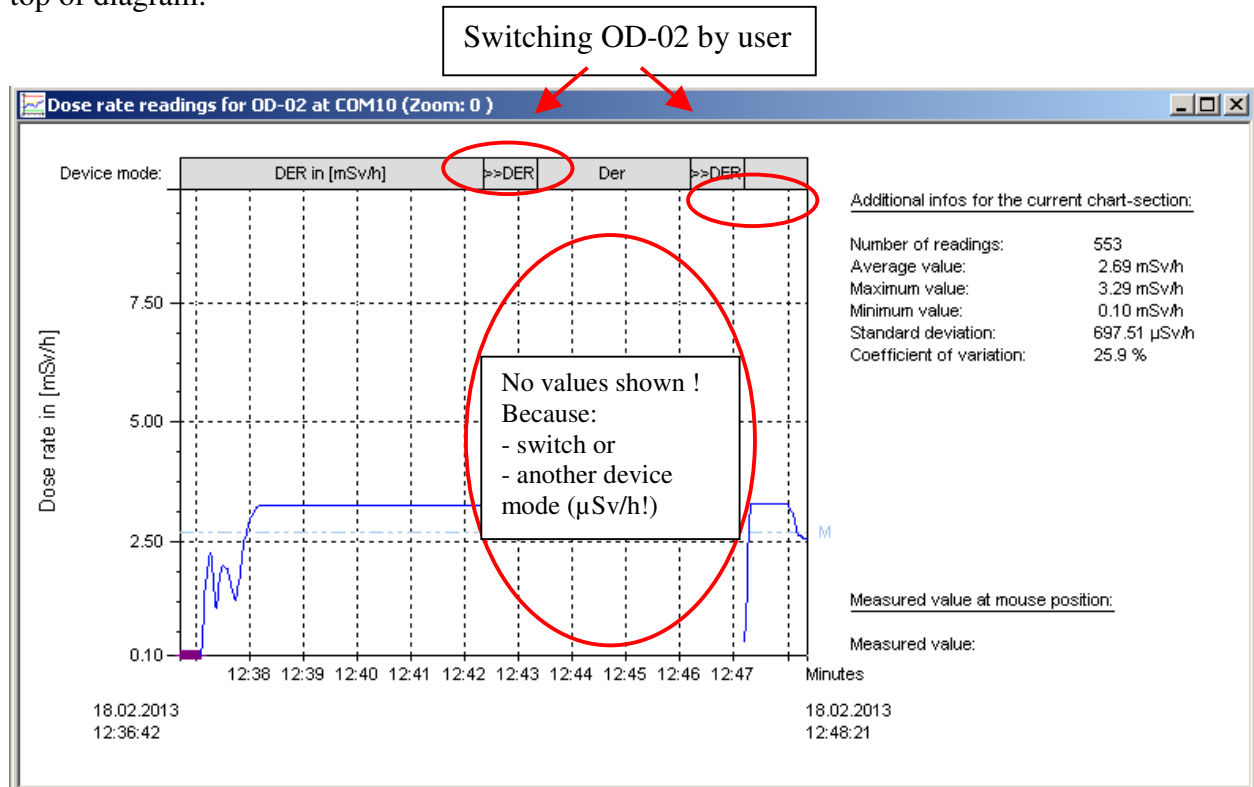 top of diagram.
Switching OD-02 by user
Dose rate readings for OD-02 at COM10 (Zoom: 0 )
Device mode:
DER in [mSv/h]
>>DER
Der
>>DER
Additional infos for the current chart-section:
Number of readings: 553
Average value: 2.69 mSv/h
Maximum value: 3.29 mSv/h
Minimum value: 0.10 mSv/h
Standard deviation: 697.51 µSv/h
Coefficient of variation: 25.9 %
Dose rate in [mSv/h]
7.50
5.00
2.50
0.10
No values shown !
Because:
- switch or
- another device
mode (µSv/h!)
M
Measured value at mouse position:
Measured value:
12:38 12:39 12:40 12:41 12:42 12:43 12:44 12:45 12:46 12:47 Minutes
18.02.2013
12:36:42
18.02.2013
12:48:21